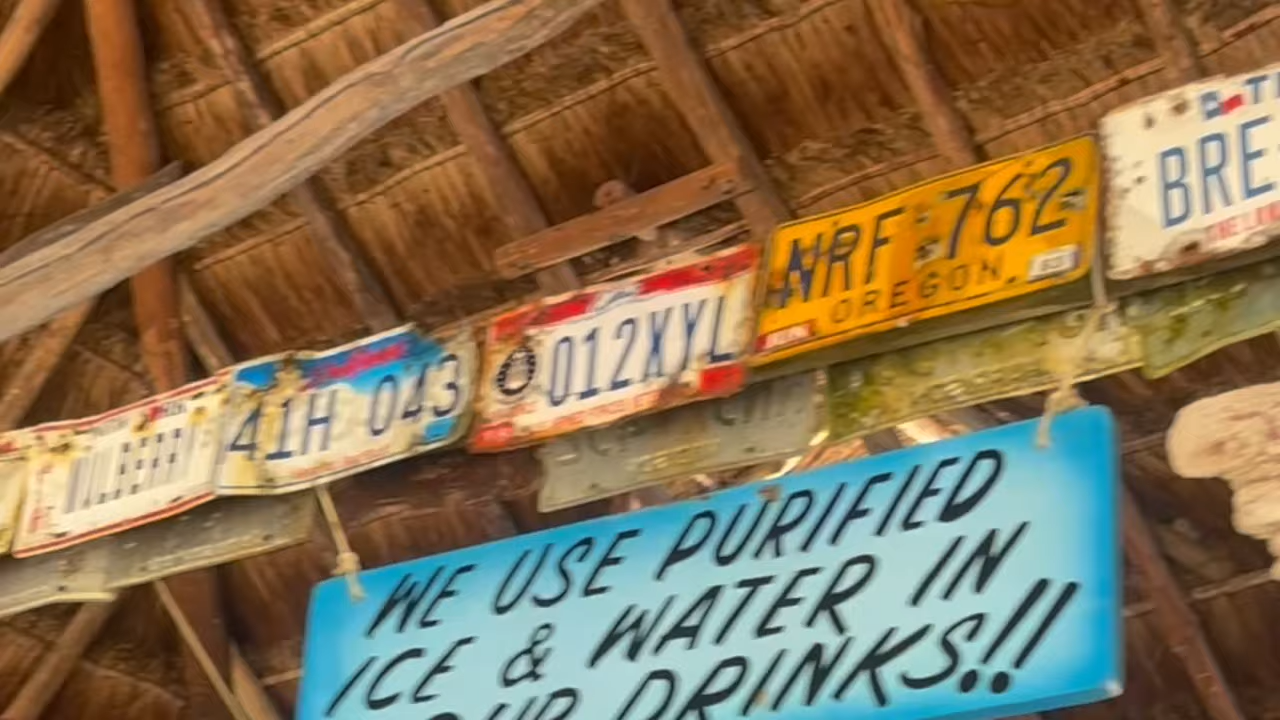 41H 043
012XYL
NRF 762
OREGON
BRE
WE USE PURIFIED
ICE & WATER IN
OUR DRINKS!!